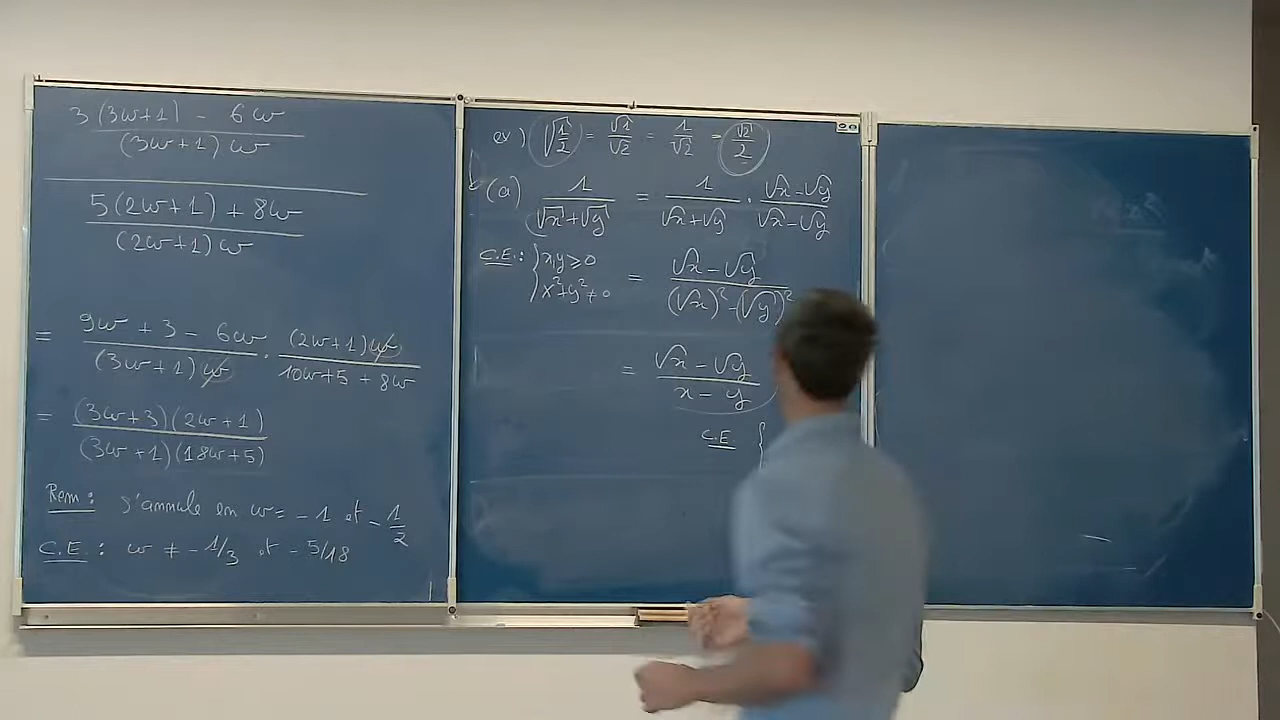 3(3w+1) - 6w
(3w+1) w
5(2w+1) + 8w
(2w+1) w
= 9w + 3 - 6w / (3w+1) w · (2w+1) w / 10w+5 + 8w
= (3w+3)(2w+1) / (3w+1)(18w+5)
Rem : s'annule en w = -1 et -1/2
C.E. : w ≠ -1/3 et -5/18
ex) √(1/2) = √1/√2 = 1/√2 = √2/2
(a) 1/(√x+√y) = 1/(√x+√y) · (√x-√y)/(√x-√y)
C.E. : { x,y ≥ 0
x²+y² ≠ 0
= (√x - √y) / ((√x)² - (√y)²)
= (√x - √y) / (x - y)
C.E. {